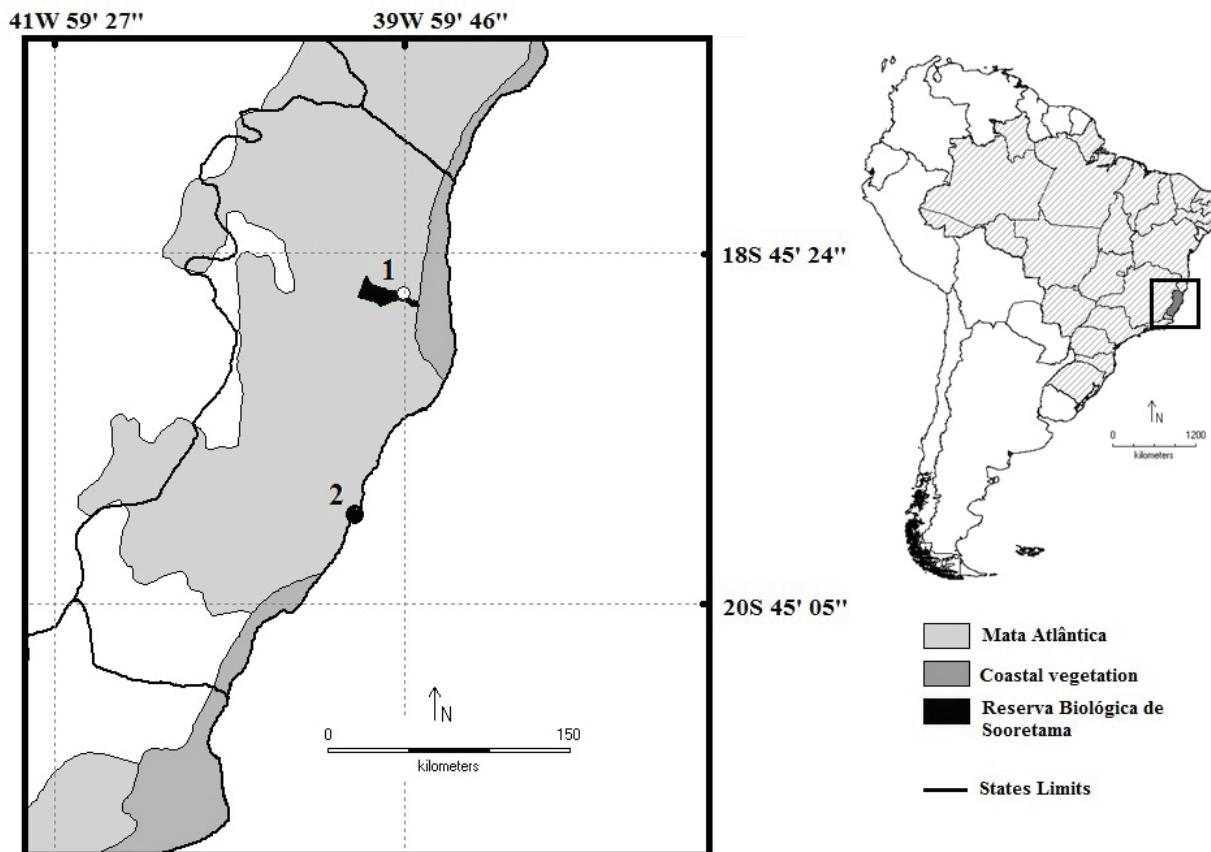 41W 59' 27"
39W 59' 46"
1
18S 45' 24"
2
20S 45' 05"
N
0 150
kilometers
N
0 1200
kilometers
Mata Atlântica
Coastal vegetation
Reserva Biológica de
Sooretama
States Limits